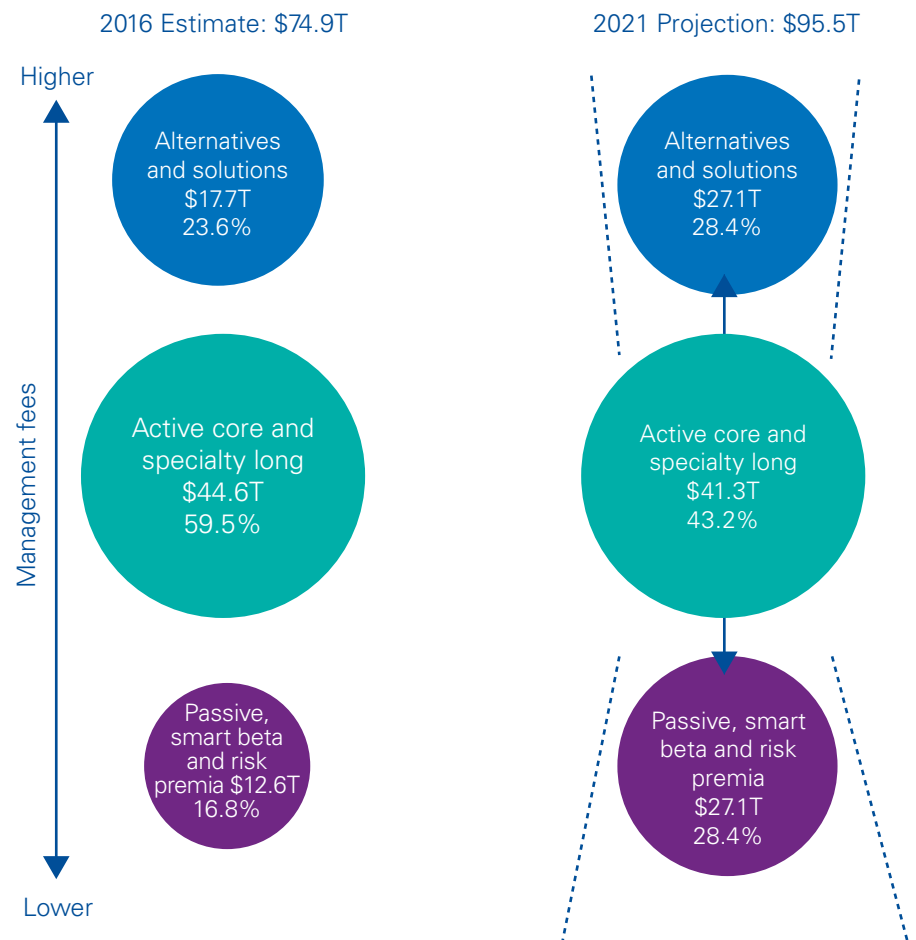 2016 Estimate: $74.9T
2021 Projection: $95.5T
Higher
Management fees
Lower
Alternatives
and solutions
$17.7T
23.6%
Active core and
specialty long
$44.6T
59.5%
Passive,
smart beta
and risk
premia $12.6T
16.8%
Alternatives
and solutions
$27.1T
28.4%
Active core and
specialty long
$41.3T
43.2%
Passive, smart
beta and risk
premia
$27.1T
28.4%